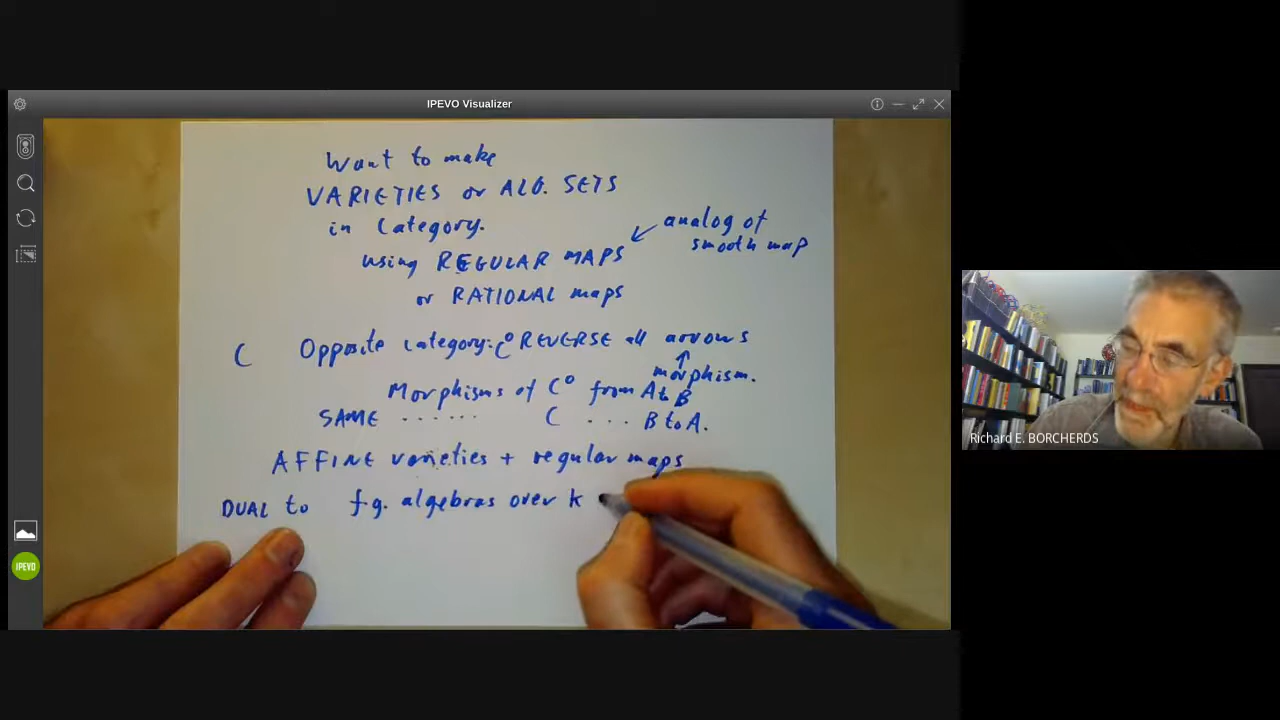 IPEVO Visualizer
Want to make
VARIETIES or ALG. SETS
in Category.
using REGULAR MAPS
analog of
smooth map
or RATIONAL maps
C Opposite category: C⁰ REVERSE all arrows
↑
morphism.
Morphisms of C⁰ from A to B
SAME ...... C ... B to A.
AFFINE varieties + regular maps
DUAL to f.g. algebras over k
IPEVO
Richard E. BORCHERDS